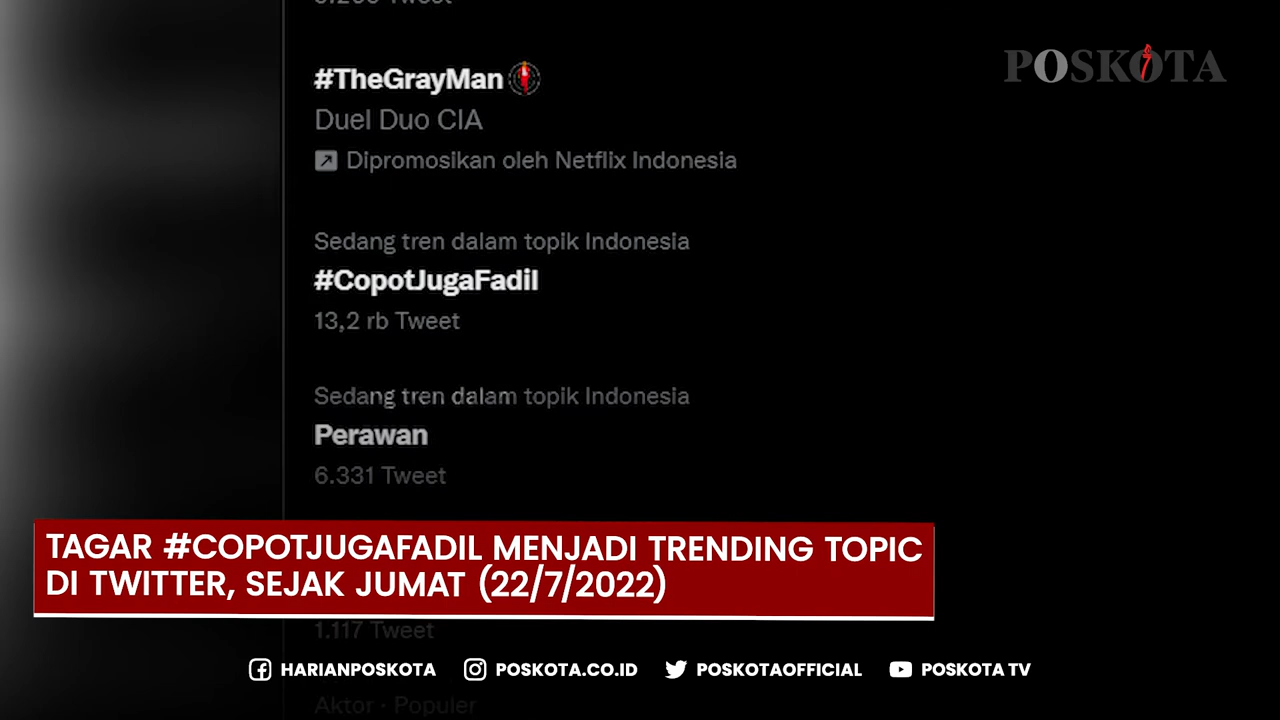 Tweet
POSKOTA
#TheGrayMan
Duel Duo CIA
Dipromosikan oleh Netflix Indonesia
Sedang tren dalam topik Indonesia
#CopotJugaFadil
13,2 rb Tweet
Sedang tren dalam topik Indonesia
Perawan
6.331 Tweet
TAGAR #COPOTJUGAFADIL MENJADI TRENDING TOPIC
DI TWITTER, SEJAK JUMAT (22/7/2022)
1.117 Tweet
HARIANPOSKOTA POSKOTA.CO.ID POSKOTAOFFICIAL POSKOTA TV
Aktor · Populer